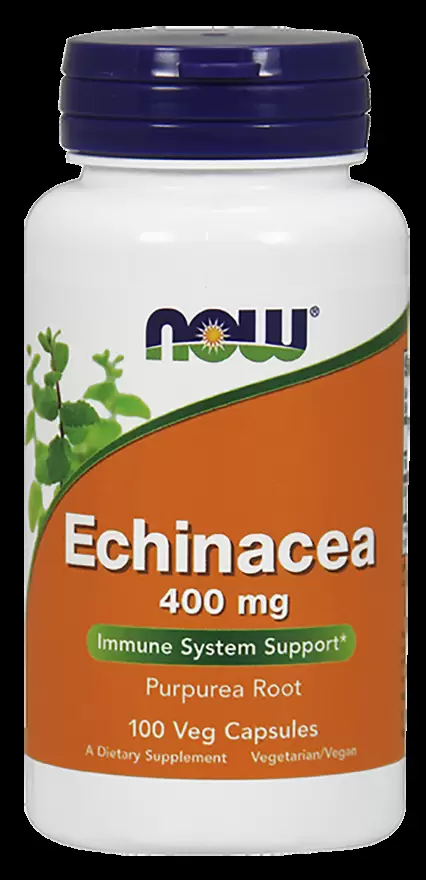 NOW®
Echinacea
400 mg
Immune System Support*
Purpurea Root
100 Veg Capsules
A Dietary Supplement Vegetarian/Vegan